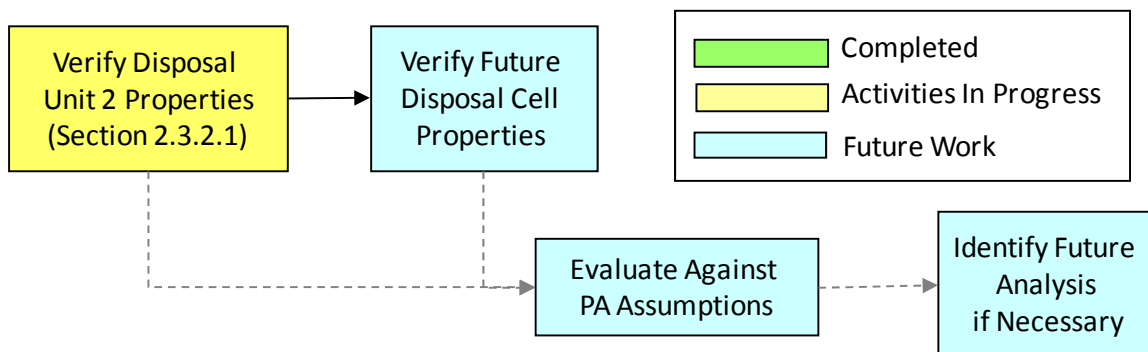 Verify Disposal
Unit 2 Properties
(Section 2.3.2.1)
Verify Future
Disposal Cell
Properties
Completed
Activities In Progress
Future Work
Evaluate Against
PA Assumptions
Identify Future
Analysis
if Necessary